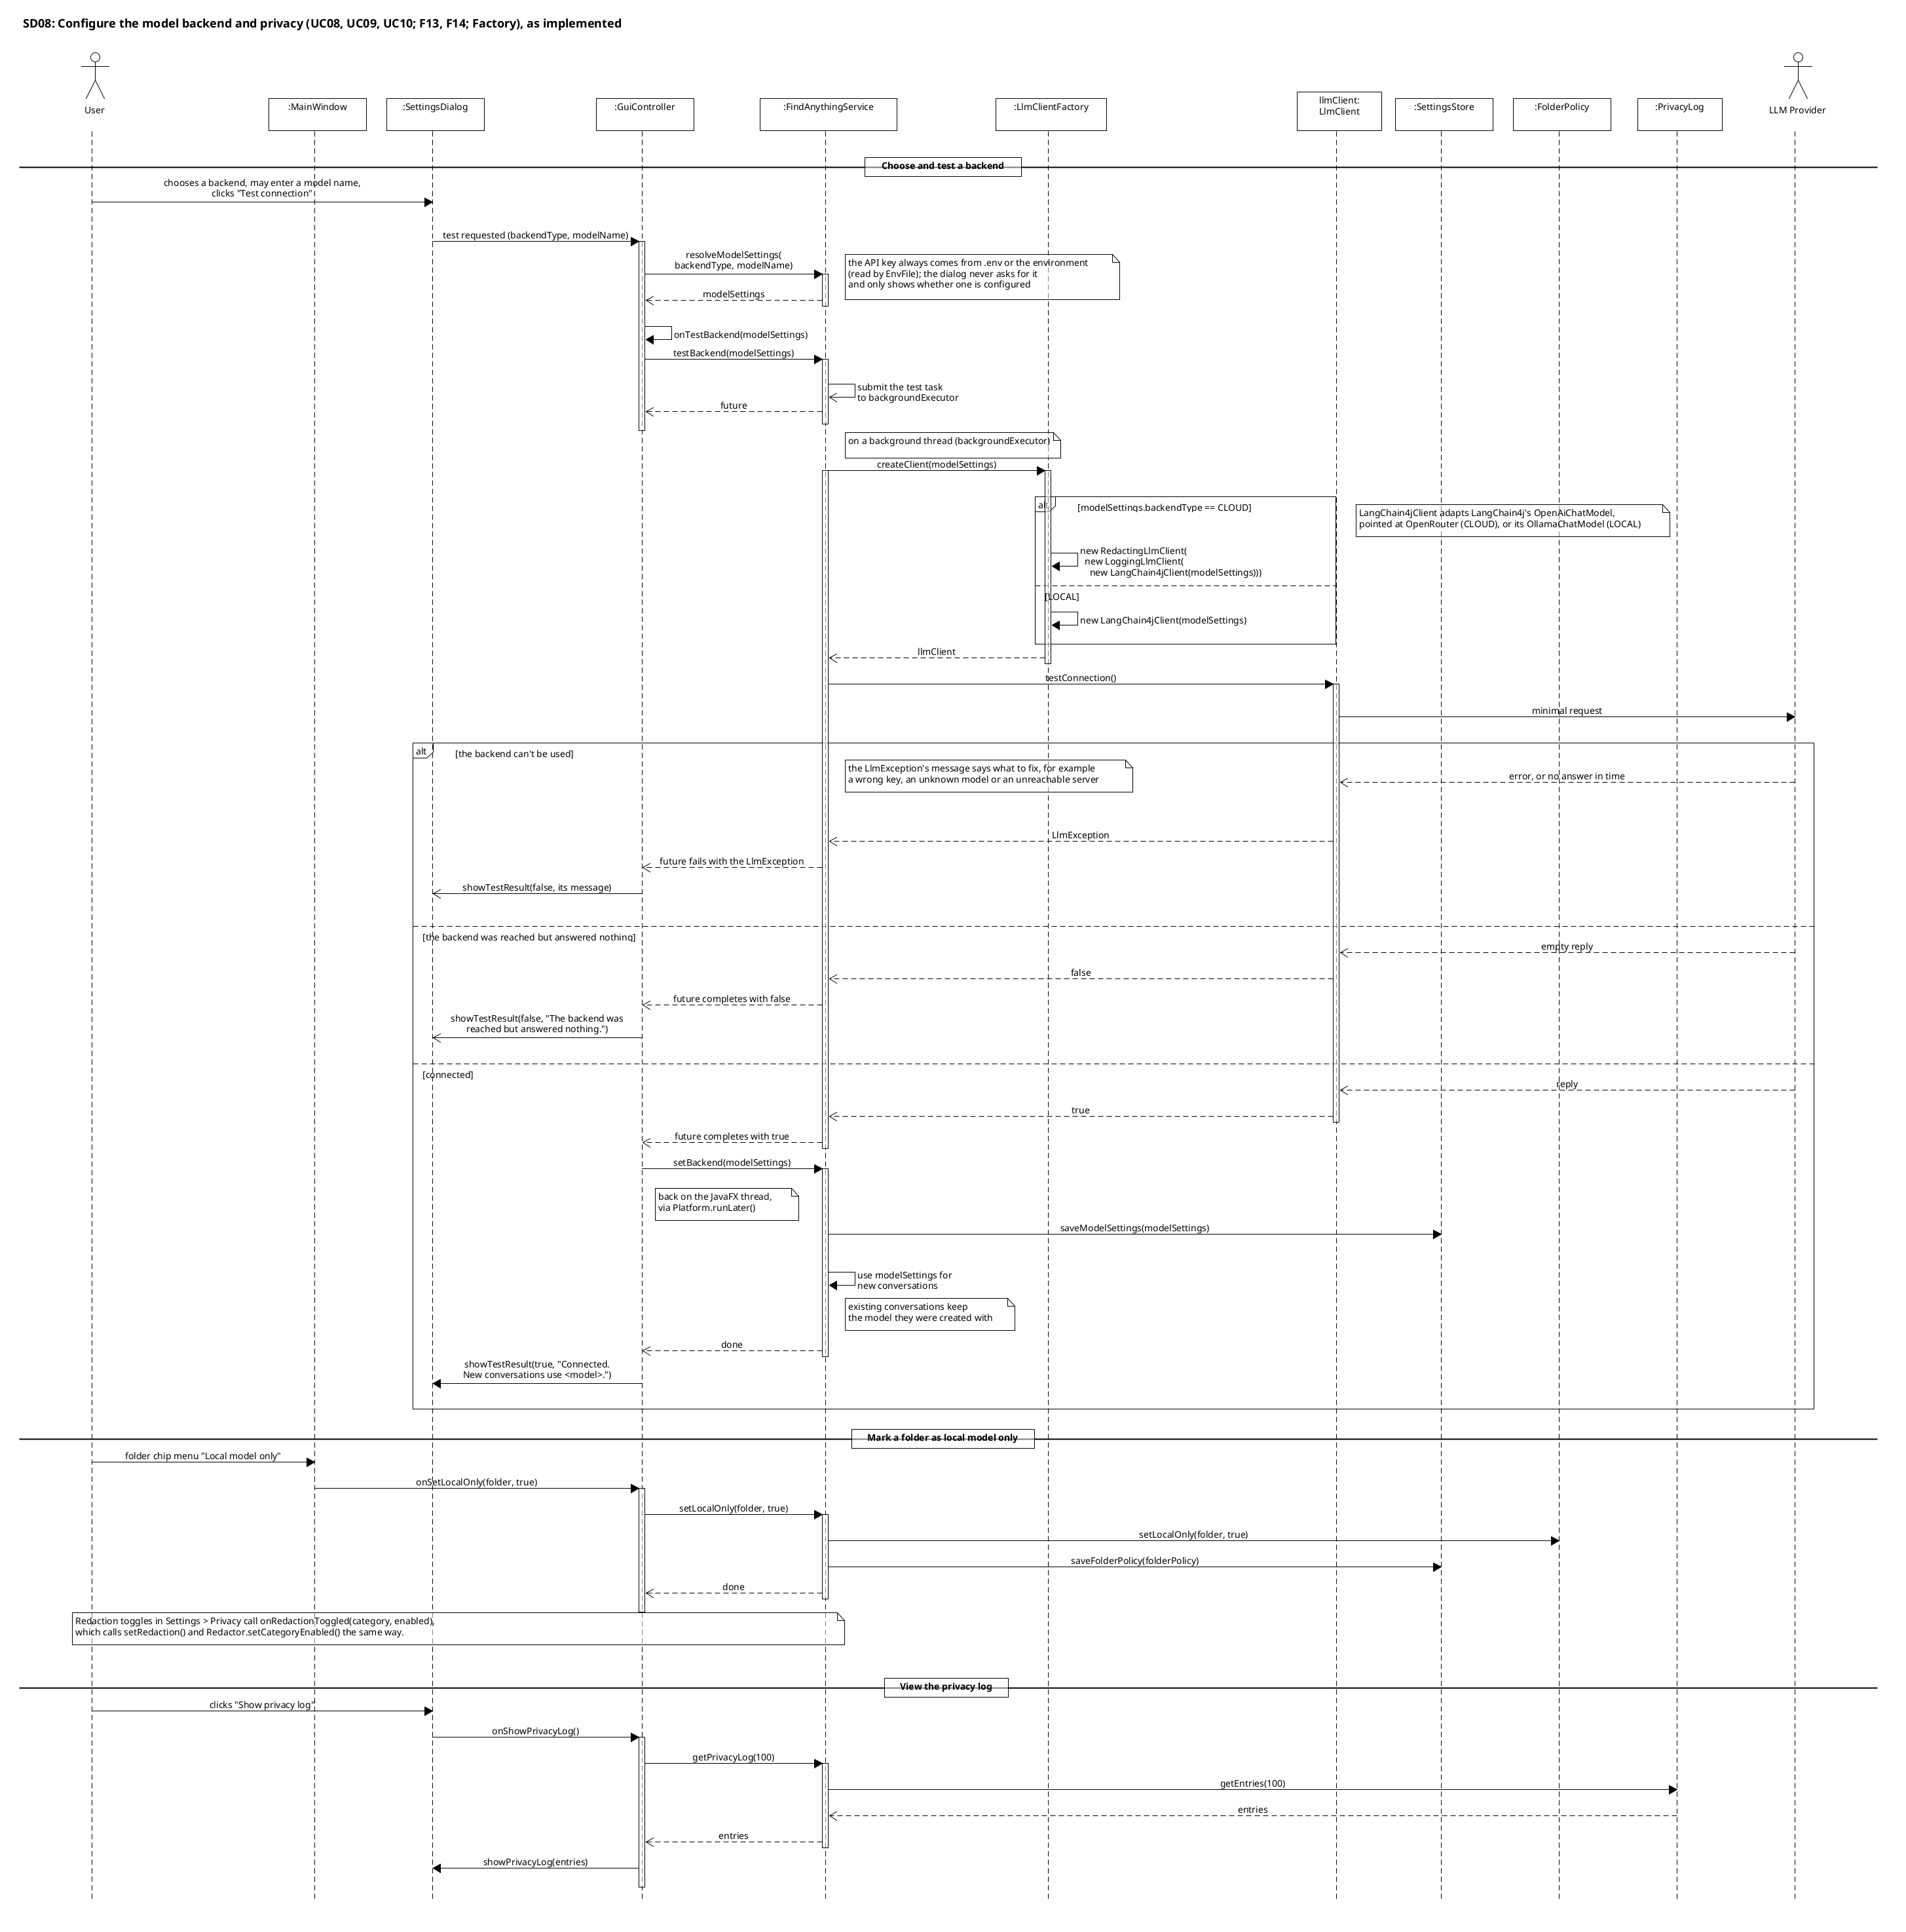 SD08: Configure the model backend and privacy (UC08, UC09, UC10; F13, F14; Factory), as implemented
User
:MainWindow
:SettingsDialog
:GuiController
:FindAnythingService
:LlmClientFactory
llmClient:
LlmClient
:SettingsStore
:FolderPolicy
:PrivacyLog
LLM Provider
Choose and test a backend
chooses a backend, may enter a model name,
clicks "Test connection"
test requested (backendType, modelName)
resolveModelSettings(
backendType, modelName)
the API key always comes from .env or the environment
(read by EnvFile); the dialog never asks for it
and only shows whether one is configured
modelSettings
onTestBackend(modelSettings)
testBackend(modelSettings)
submit the test task
to backgroundExecutor
future
on a background thread (backgroundExecutor)
createClient(modelSettings)
alt
[modelSettings.backendType == CLOUD]
LangChain4jClient adapts LangChain4j's OpenAiChatModel,
pointed at OpenRouter (CLOUD), or its OllamaChatModel (LOCAL)
new RedactingLlmClient(
new LoggingLlmClient(
new LangChain4jClient(modelSettings)))
[LOCAL]
new LangChain4jClient(modelSettings)
llmClient
testConnection()
minimal request
alt
[the backend can't be used]
the LlmException's message says what to fix, for example
a wrong key, an unknown model or an unreachable server
error, or no answer in time
LlmException
future fails with the LlmException
showTestResult(false, its message)
[the backend was reached but answered nothing]
empty reply
false
future completes with false
showTestResult(false, "The backend was
reached but answered nothing.")
[connected]
reply
true
future completes with true
setBackend(modelSettings)
back on the JavaFX thread,
via Platform.runLater()
saveModelSettings(modelSettings)
use modelSettings for
new conversations
existing conversations keep
the model they were created with
done
showTestResult(true, "Connected.
New conversations use <model>.")
Mark a folder as local model only
folder chip menu "Local model only"
onSetLocalOnly(folder, true)
setLocalOnly(folder, true)
setLocalOnly(folder, true)
saveFolderPolicy(folderPolicy)
done
Redaction toggles in Settings > Privacy call onRedactionToggled(category, enabled),
which calls setRedaction() and Redactor.setCategoryEnabled() the same way.
View the privacy log
clicks "Show privacy log"
onShowPrivacyLog()
getPrivacyLog(100)
getEntries(100)
entries
entries
showPrivacyLog(entries)